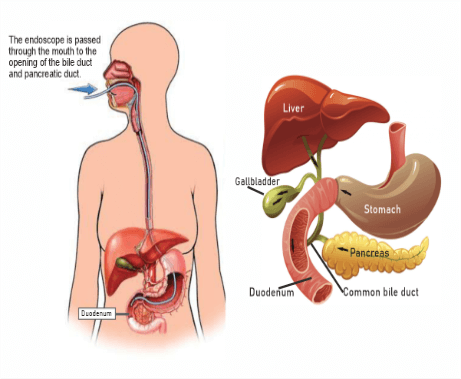 The endoscope is passed
through the mouth to the
opening of the bile duct
and pancreatic duct.
Duodenum
Liver
Gallbladder
Stomach
Pancreas
Duodenum
Common bile duct